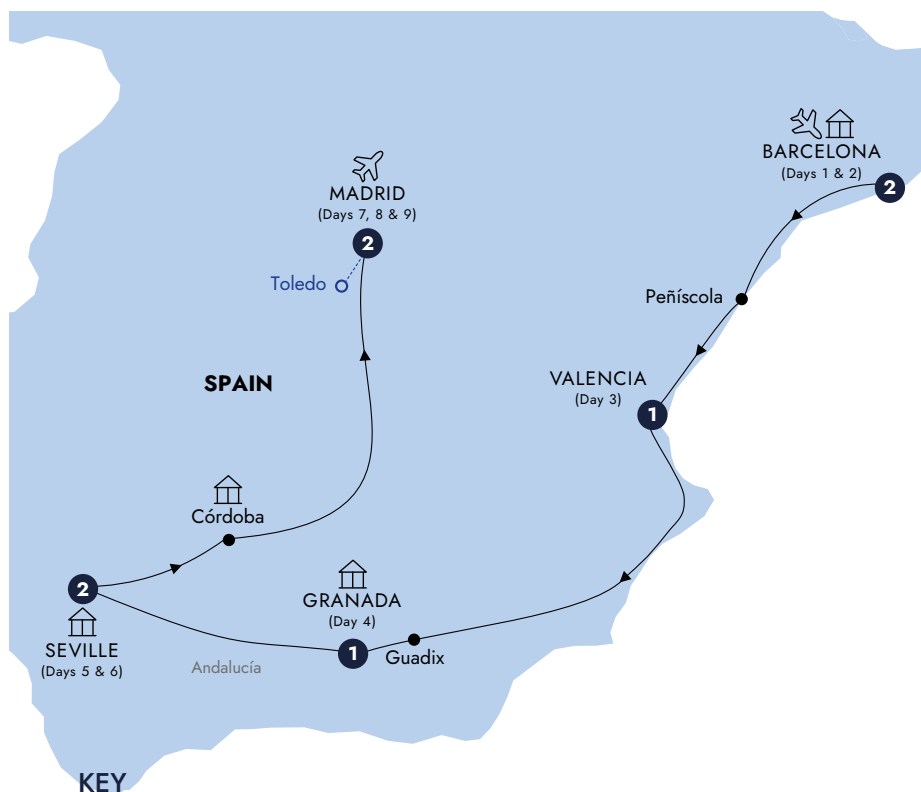 BARCELONA
(Days 1 & 2)
2
MADRID
(Days 7, 8 & 9)
2
Toledo
Peñíscola
SPAIN
VALENCIA
(Day 3)
1
Córdoba
2
SEVILLE
(Days 5 & 6)
GRANADA
(Day 4)
1
Guadix
Andalucía
KEY